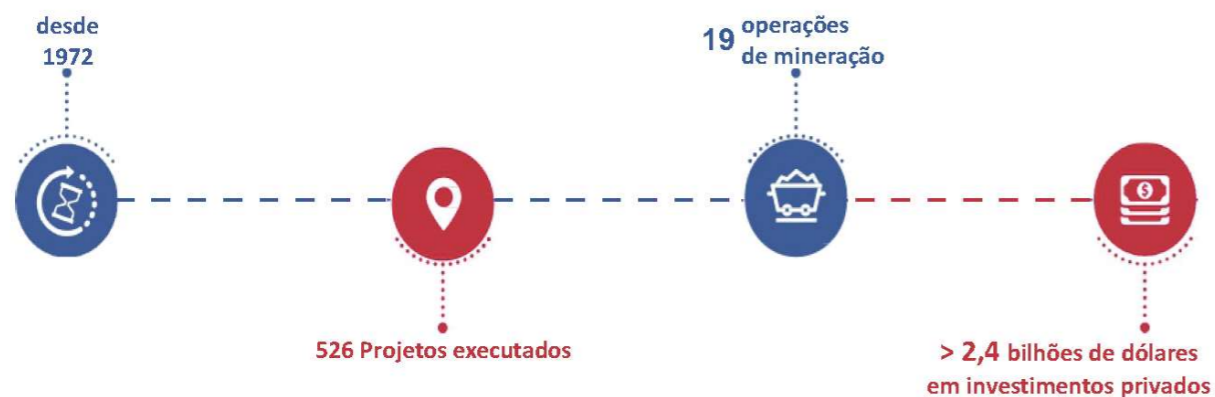 desde
1972
19 operações
de mineração
526 Projetos executados
> 2,4 bilhões de dólares
em investimentos privados